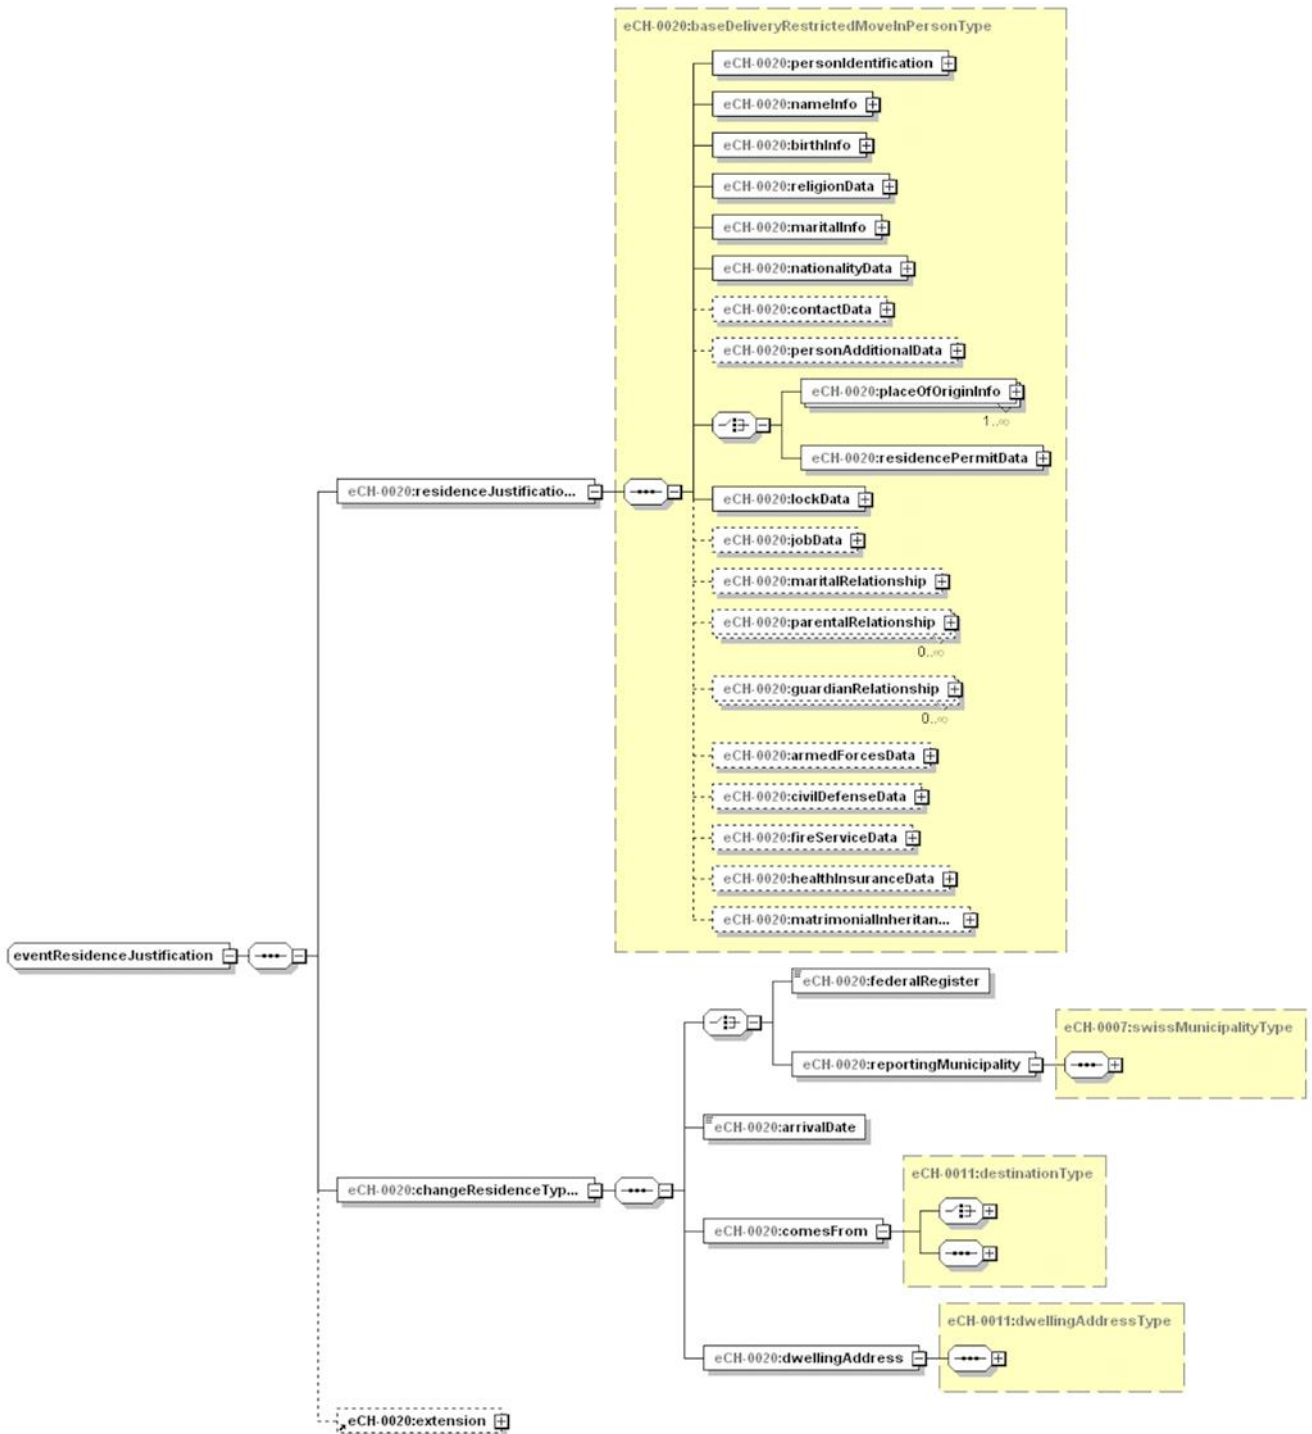 eCH-0020:baseDeliveryRestrictedMoveInPersonType
eCH-0020:personIdentification
eCH-0020:nameInfo
eCH-0020:birthInfo
eCH-0020:religionData
eCH-0020:maritalInfo
eCH-0020:nationalityData
eCH-0020:contactData
eCH-0020:personAdditionalData
eCH-0020:placeOfOriginInfo
1..∞
eCH-0020:residencePermitData
eCH-0020:residenceJustificatio...
eCH-0020:lockData
eCH-0020:jobData
eCH-0020:maritalRelationship
eCH-0020:parentalRelationship
0..∞
eCH-0020:guardianRelationship
0..∞
eCH-0020:armedForcesData
eCH-0020:civilDefenseData
eCH-0020:fireServiceData
eCH-0020:healthInsuranceData
eCH-0020:matrimonialInheritan...
eventResidenceJustification
eCH-0020:federalRegister
eCH-0007:swissMunicipalityType
eCH-0020:reportingMunicipality
eCH-0020:arrivalDate
eCH-0011:destinationType
eCH-0020:changeResidenceTyp...
eCH-0020:comesFrom
eCH-0011:dwellingAddressType
eCH-0020:dwellingAddress
eCH-0020:extension